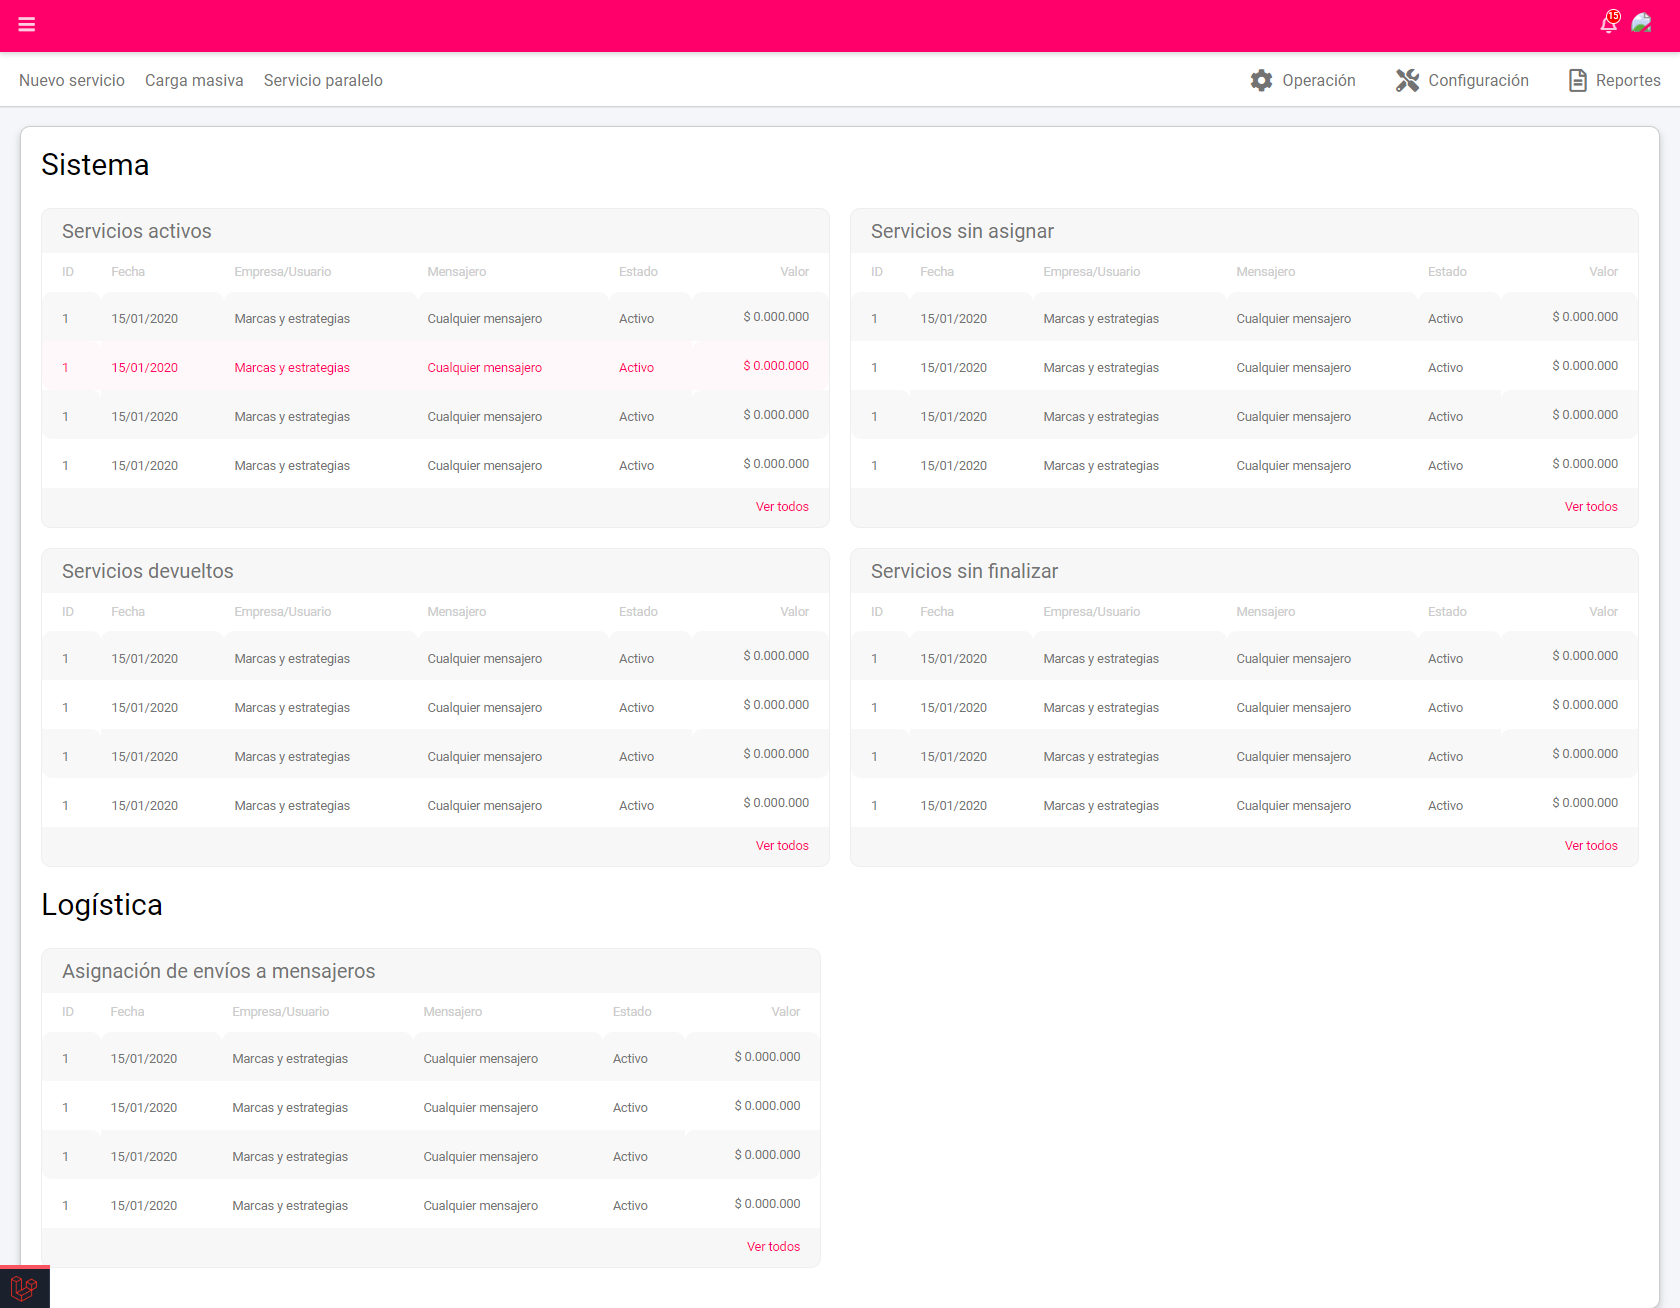 15
Nuevo servicio Carga masiva Servicio paralelo Operación Configuración Reportes
Sistema
Servicios activos
ID Fecha Empresa/Usuario Mensajero Estado Valor
1 15/01/2020 Marcas y estrategias Cualquier mensajero Activo $ 0.000.000
1 15/01/2020 Marcas y estrategias Cualquier mensajero Activo $ 0.000.000
1 15/01/2020 Marcas y estrategias Cualquier mensajero Activo $ 0.000.000
1 15/01/2020 Marcas y estrategias Cualquier mensajero Activo $ 0.000.000
Ver todos
Servicios sin asignar
ID Fecha Empresa/Usuario Mensajero Estado Valor
1 15/01/2020 Marcas y estrategias Cualquier mensajero Activo $ 0.000.000
1 15/01/2020 Marcas y estrategias Cualquier mensajero Activo $ 0.000.000
1 15/01/2020 Marcas y estrategias Cualquier mensajero Activo $ 0.000.000
1 15/01/2020 Marcas y estrategias Cualquier mensajero Activo $ 0.000.000
Ver todos
Servicios devueltos
ID Fecha Empresa/Usuario Mensajero Estado Valor
1 15/01/2020 Marcas y estrategias Cualquier mensajero Activo $ 0.000.000
1 15/01/2020 Marcas y estrategias Cualquier mensajero Activo $ 0.000.000
1 15/01/2020 Marcas y estrategias Cualquier mensajero Activo $ 0.000.000
1 15/01/2020 Marcas y estrategias Cualquier mensajero Activo $ 0.000.000
Ver todos
Servicios sin finalizar
ID Fecha Empresa/Usuario Mensajero Estado Valor
1 15/01/2020 Marcas y estrategias Cualquier mensajero Activo $ 0.000.000
1 15/01/2020 Marcas y estrategias Cualquier mensajero Activo $ 0.000.000
1 15/01/2020 Marcas y estrategias Cualquier mensajero Activo $ 0.000.000
1 15/01/2020 Marcas y estrategias Cualquier mensajero Activo $ 0.000.000
Ver todos
Logística
Asignación de envíos a mensajeros
ID Fecha Empresa/Usuario Mensajero Estado Valor
1 15/01/2020 Marcas y estrategias Cualquier mensajero Activo $ 0.000.000
1 15/01/2020 Marcas y estrategias Cualquier mensajero Activo $ 0.000.000
1 15/01/2020 Marcas y estrategias Cualquier mensajero Activo $ 0.000.000
1 15/01/2020 Marcas y estrategias Cualquier mensajero Activo $ 0.000.000
Ver todos